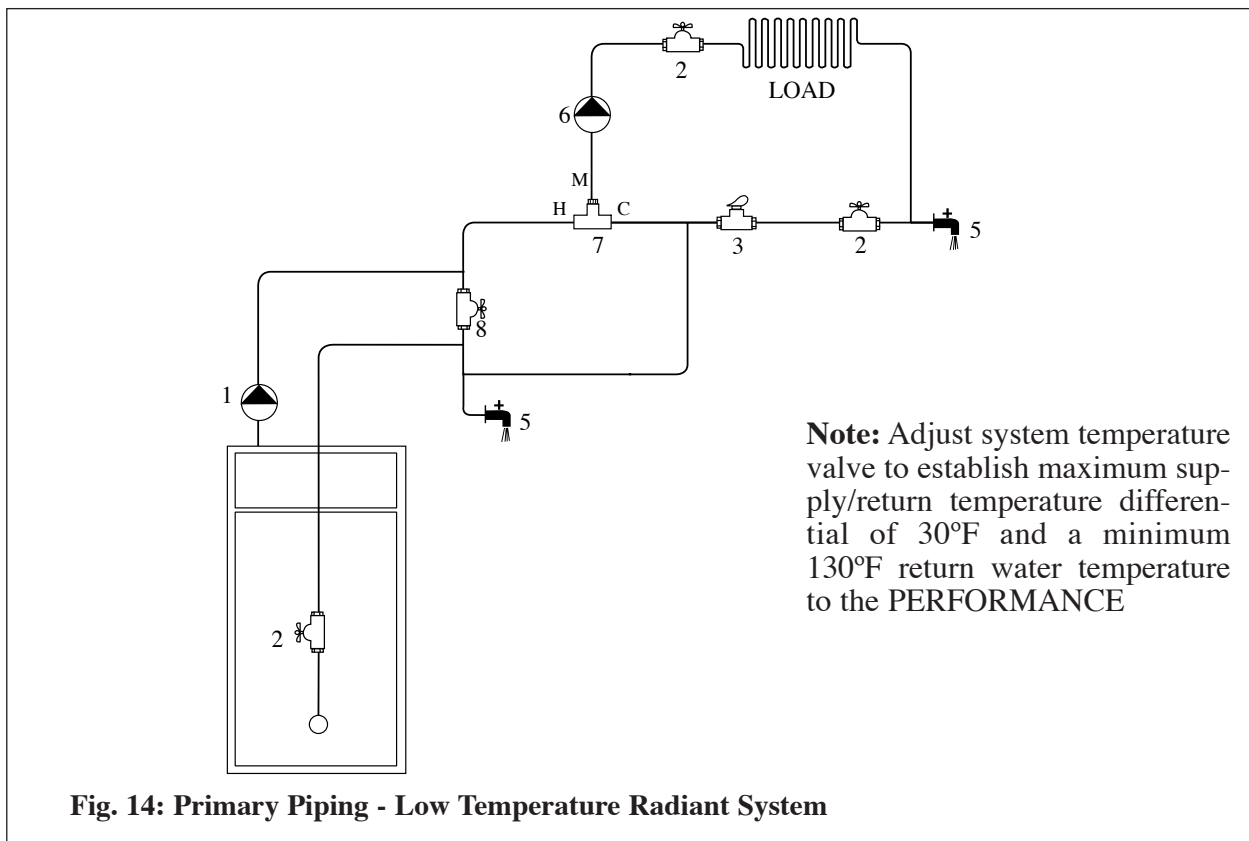 2
LOAD
6
M
H
C
7
3
2
5
8
1
5
2
Note: Adjust system temperature
valve to establish maximum sup-
ply/return temperature differen-
tial of 30ºF and a minimum
130ºF return water temperature
to the PERFORMANCE
Fig. 14: Primary Piping - Low Temperature Radiant System